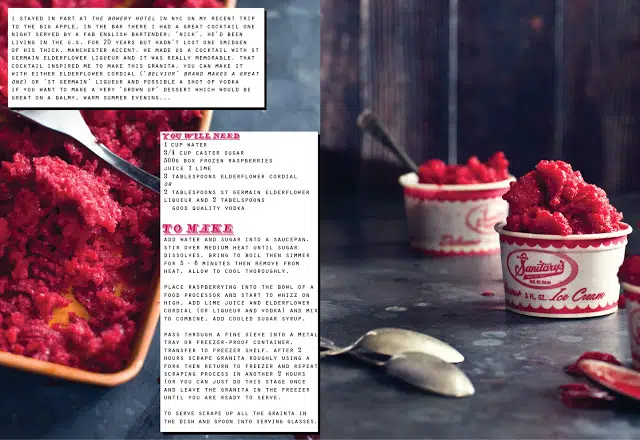 I STAYED IN PART AT THE BOWERY HOTEL IN NYC ON MY RECENT TRIP
TO THE BIG APPLE, IN THE BAR THERE I HAD A GREAT COCKTAIL ONE
NIGHT SERVED BY A FAB ENGLISH BARTENDER; 'NICK', HE'D BEEN
LIVING IN THE U.S. FOR 20 YEARS BUT HADN'T LOST ONE SMIDGEN
OF HIS THICK, MANCHESTER ACCENT. HE MADE US A COCKTAIL WITH ST
GERMAIN ELDERFLOWER LIQUEUR AND IT WAS REALLY MEMORABLE. THAT
COCKTAIL INSPIRED ME TO MAKE THIS GRANITA. YOU CAN MAKE IT
WITH EITHER ELDERFLOWER CORDIAL ('BELVIOR' BRAND MAKES A GREAT
ONE) OR 'ST GERMAIN' LIQUEUR AND POSSIBLE A SHOT OF VODKA
IF YOU WANT TO MAKE A VERY 'GROWN UP' DESSERT WHICH WOULD BE
GREAT ON A BALMY, WARM SUMMER EVENING...
YOU WILL NEED
1 CUP WATER
3/4 CUP CASTER SUGAR
500G BOX FROZEN RASPBERRIES
JUICE 1 LIME
3 TABLESPOONS ELDERFLOWER CORDIAL
OR
2 TABLESPOONS ST GERMAIN ELDERFLOWER
LIQUEUR AND 2 TABELSPOONS
GOOD QUALITY VODKA
TO MAKE
ADD WATER AND SUGAR INTO A SAUCEPAN.
STIR OVER MEDIUM HEAT UNTIL SUGAR
DISSOLVES. BRING TO BOIL THEN SIMMER
FOR 5 - 6 MINUTES THEN REMOVE FROM
HEAT. ALLOW TO COOL THOROUGHLY.
PLACE RASPBERRYING INTO THE BOWL OF A
FOOD PROCESSOR AND START TO WHIZZ ON
HIGH. ADD LIME JUICE AND ELDERFLOWER
CORDIAL (OR LIQUEUR AND VODKA) AND MIX
TO COMBINE. ADD COOLED SUGAR SYRUP.
PASS THROUGH A FINE SIEVE INTO A METAL
TRAY OR FREEZER-PROOF CONTAINER,
TRANSFER TO FREEZER SHELF. AFTER 2
HOURS SCRAPE GRANITA ROUGHLY USING A
FORK THEN RETURN TO FREEZER AND REPEAT
SCRAPING PROCESS IN ANOTHER 2 HOURS
(OR YOU CAN JUST DO THIS STAGE ONCE
AND LEAVE THE GRANITA IN THE FREEZER
UNTIL YOU ARE READY TO SERVE.
TO SERVE SCRAPE UP ALL THE GRAINTA IN
THE DISH AND SPOON INTO SERVING GLASSES.
Sanitary's
5 FL. OZ. Ice Cream